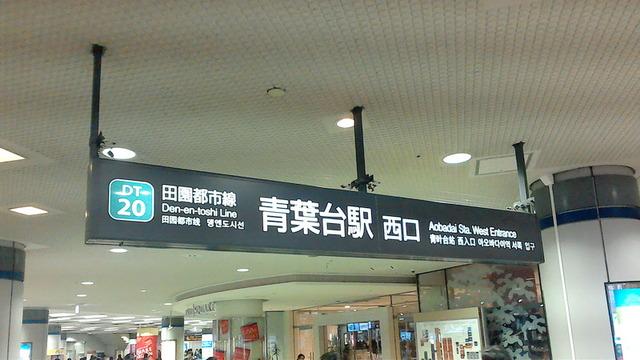 DT
20
田園都市線
Den-en-toshi Line
田园都市线 덴엔도시선
青葉台駅 西口
Aobadai Sta. West Entrance
青叶台站 西入口 아오바다이역 서쪽 입구